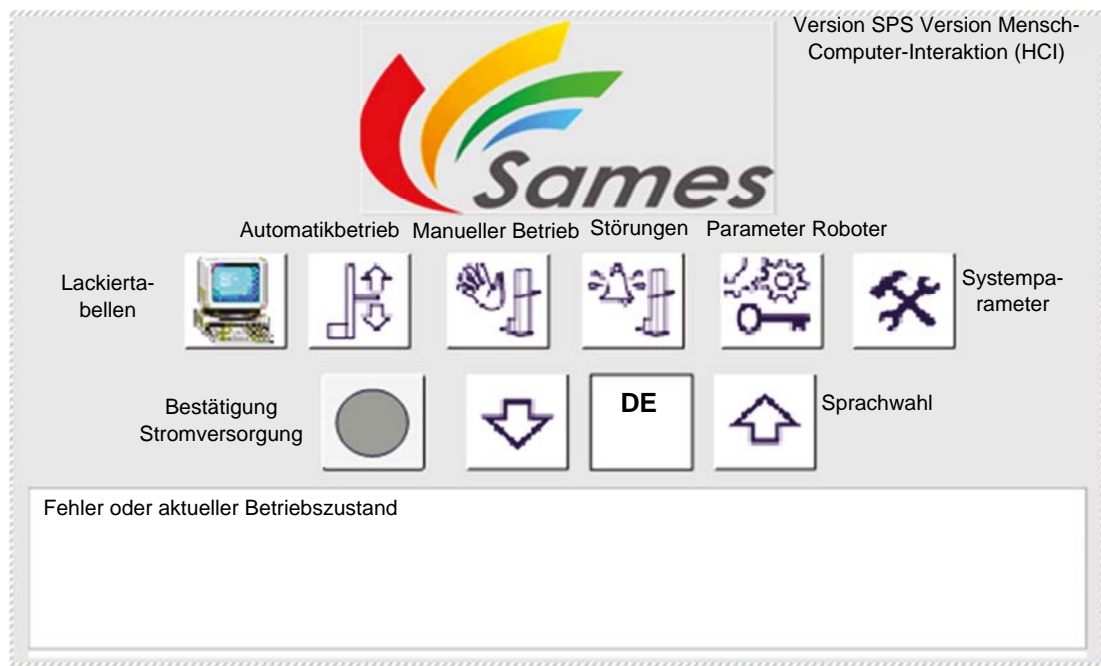 Version SPS Version Mensch-
Computer-Interaktion (HCI)
Sames
Automatikbetrieb
Manueller Betrieb
Störungen
Parameter Roboter
Lackierta-
bellen
Systempa-
rameter
Bestätigung
Stromversorgung
DE
Sprachwahl
Fehler oder aktueller Betriebszustand